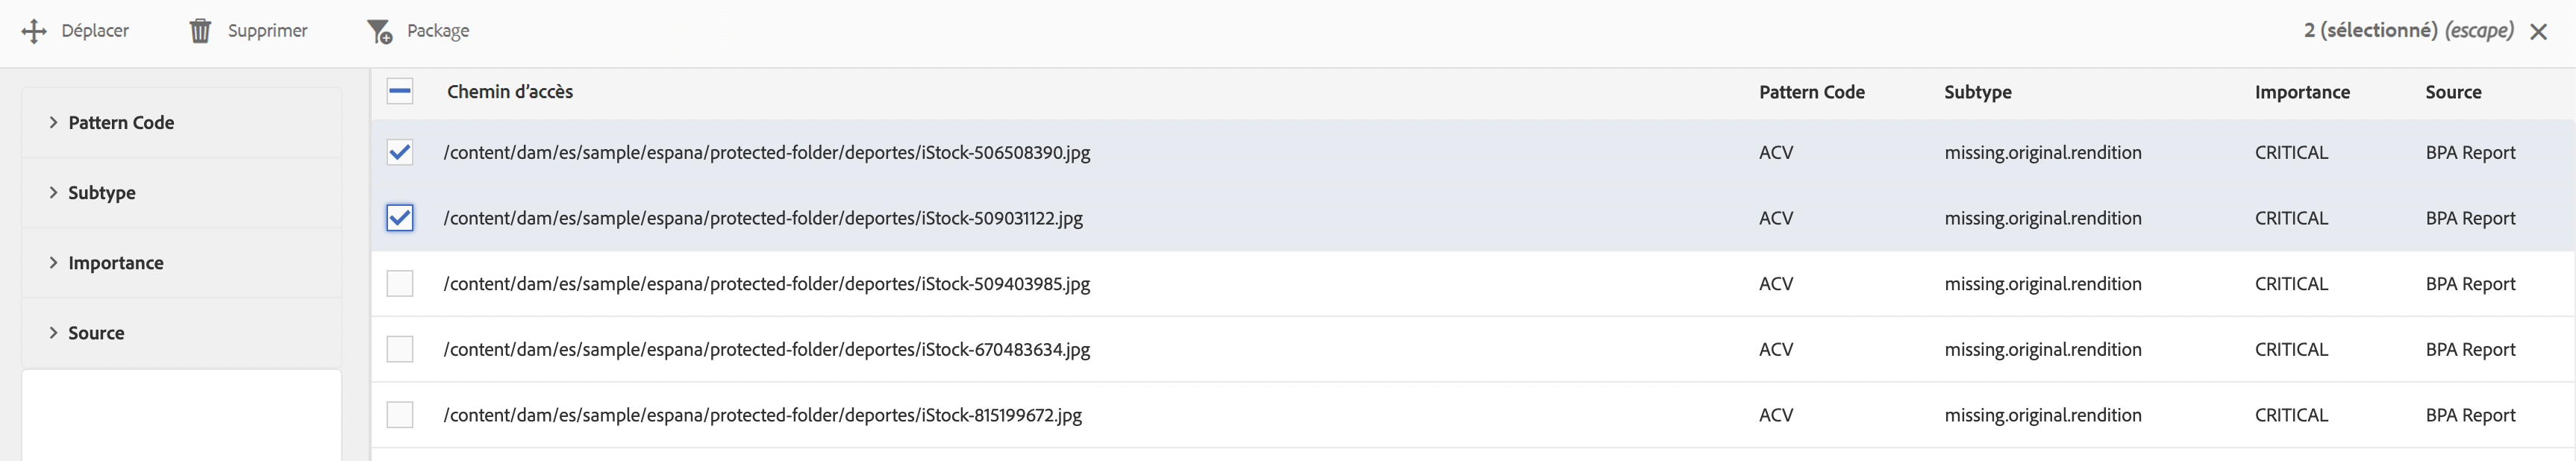 Déplacer Supprimer Package 2 (sélectionné) (escape)
Pattern Code
Subtype
Importance
Source
Chemin d’accès Pattern Code Subtype Importance Source
/content/dam/es/sample/espana/protected-folder/deportes/iStock-506508390.jpg ACV missing.original.rendition CRITICAL BPA Report
/content/dam/es/sample/espana/protected-folder/deportes/iStock-509031122.jpg ACV missing.original.rendition CRITICAL BPA Report
/content/dam/es/sample/espana/protected-folder/deportes/iStock-509403985.jpg ACV missing.original.rendition CRITICAL BPA Report
/content/dam/es/sample/espana/protected-folder/deportes/iStock-670483634.jpg ACV missing.original.rendition CRITICAL BPA Report
/content/dam/es/sample/espana/protected-folder/deportes/iStock-815199672.jpg ACV missing.original.rendition CRITICAL BPA Report